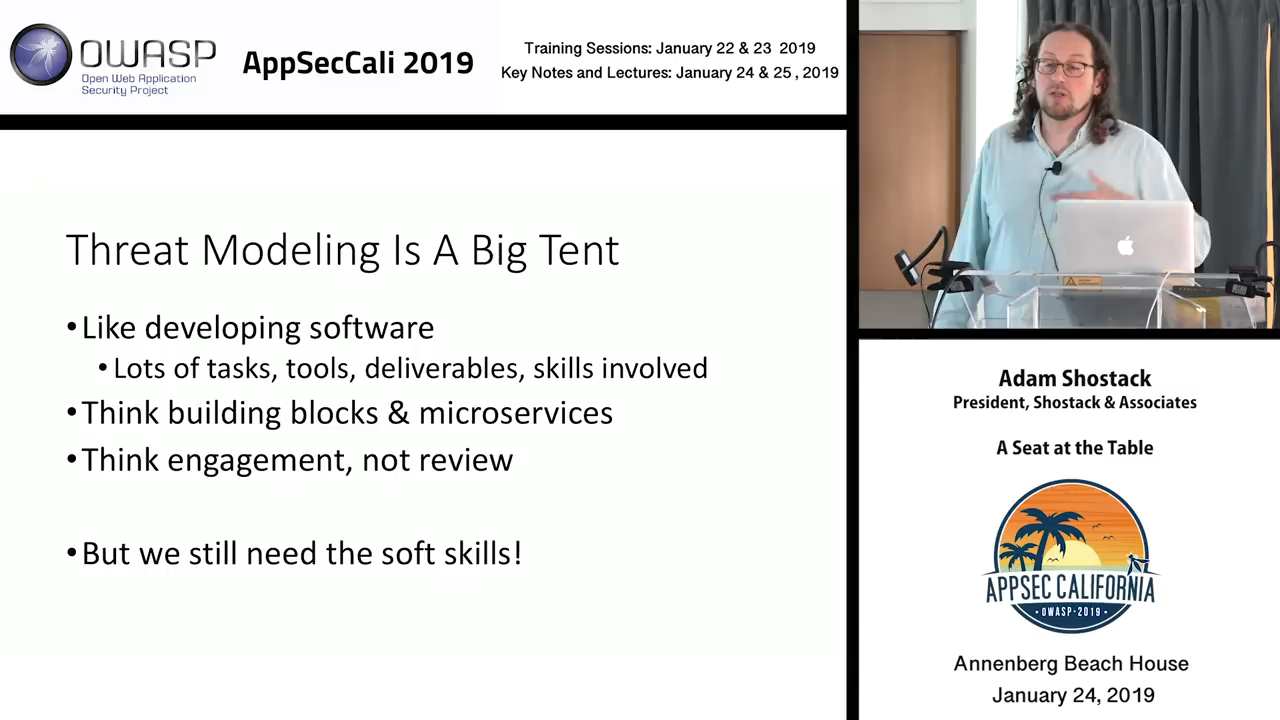 OWASP
Open Web Application
Security Project
AppSecCali 2019
Training Sessions: January 22 & 23 2019
Key Notes and Lectures: January 24 & 25, 2019
Threat Modeling Is A Big Tent
•Like developing software
•Lots of tasks, tools, deliverables, skills involved
•Think building blocks & microservices
•Think engagement, not review
•But we still need the soft skills!
Adam Shostack
President, Shostack & Associates
A Seat at the Table
APPSEC CALIFORNIA
•OWASP-2019•
Annenberg Beach House
January 24, 2019